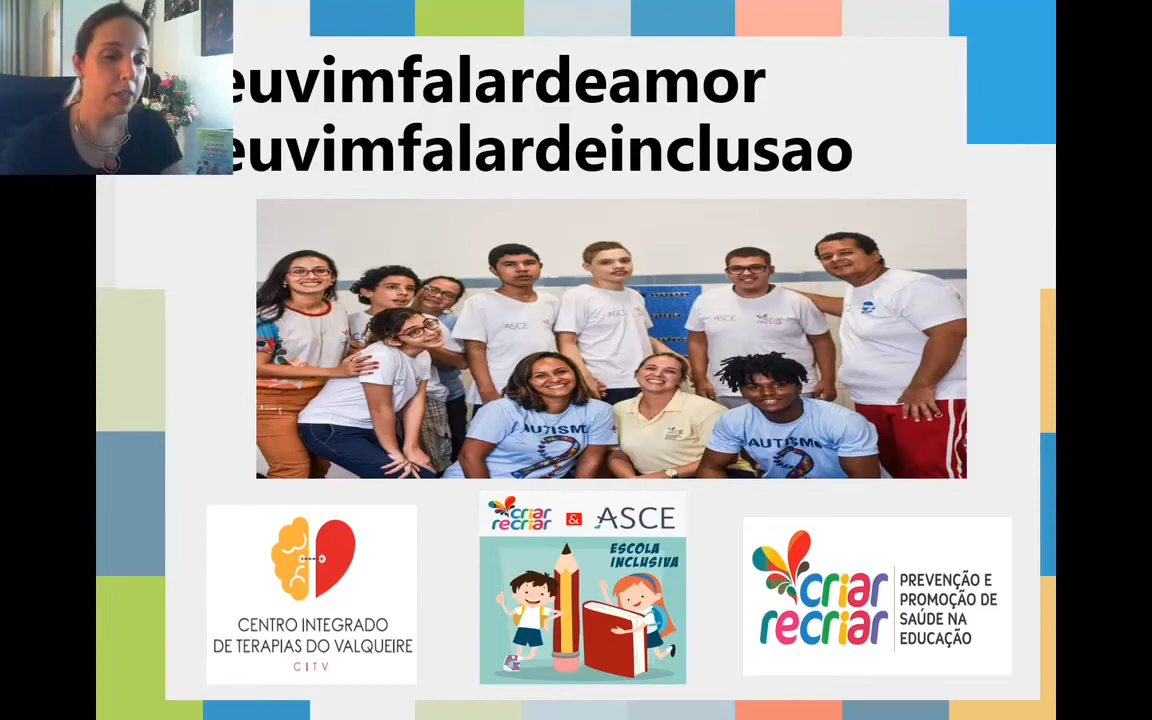 euvimfalardeamor
euvimfalardeinclusao
ASCE
AUTISMO
AUTISMO
CENTRO INTEGRADO
DE TERAPIAS DO VALQUEIRE
CITV
criar
recriar
& ASCE
ESCOLA
INCLUSIVA
criar
recriar
PREVENÇÃO E
PROMOÇÃO DE
SAÚDE NA
EDUCAÇÃO